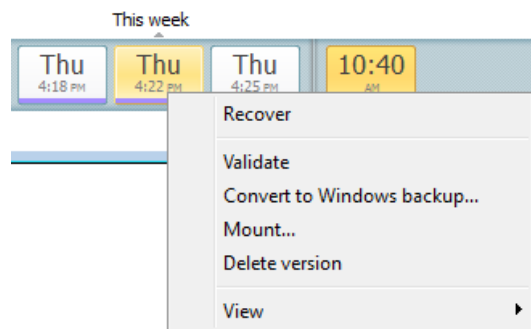 This week
Thu Thu Thu 10:40
4:18 PM 4:22 PM 4:25 PM AM
Recover
Validate
Convert to Windows backup...
Mount...
Delete version
View